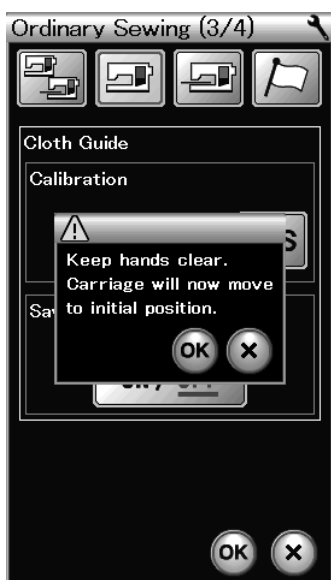 Ordinary Sewing (3/4)
Cloth Guide
Calibration
S
Keep hands clear.
Carriage will now move
to initial position.
OK
OK